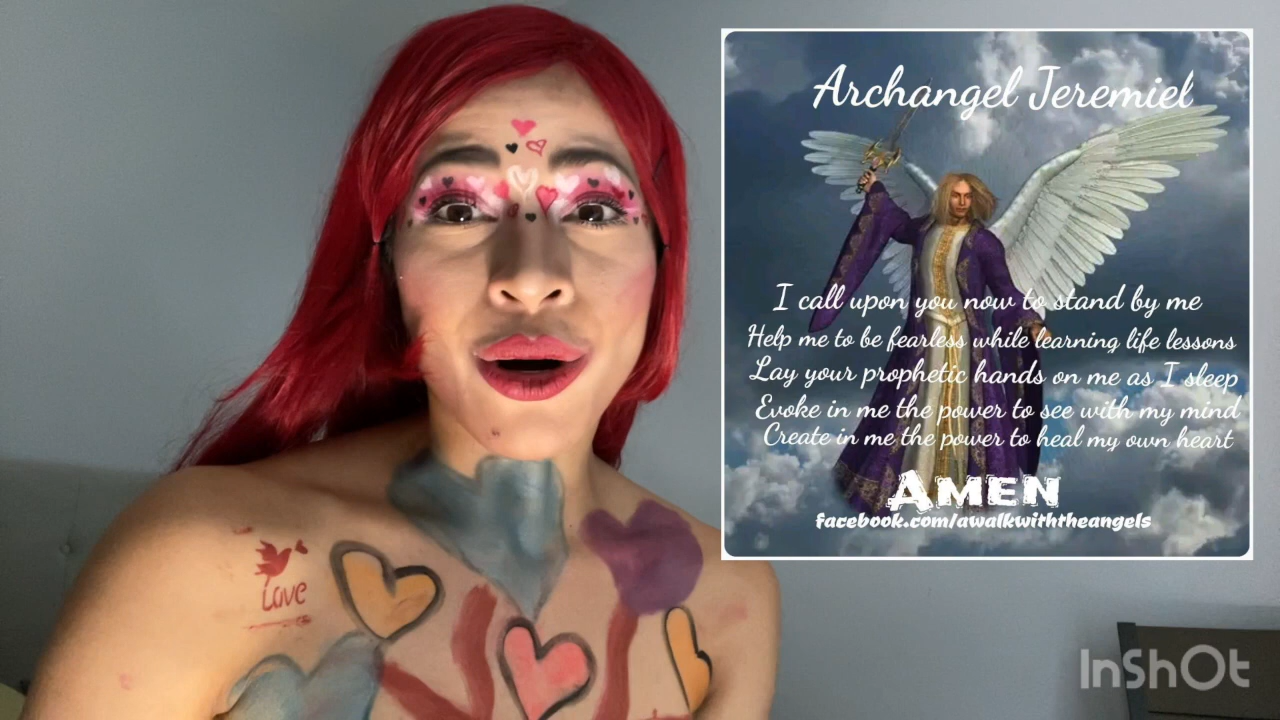 Archangel Jeremiel
I call upon you now to stand by me
Help me to be fearless while learning life lessons
Lay your prophetic hands on me as I sleep
Evoke in me the power to see with my mind
Create in me the power to heal my own heart
AMEN
facebook.com/awalkwiththeangels
love
InShOt